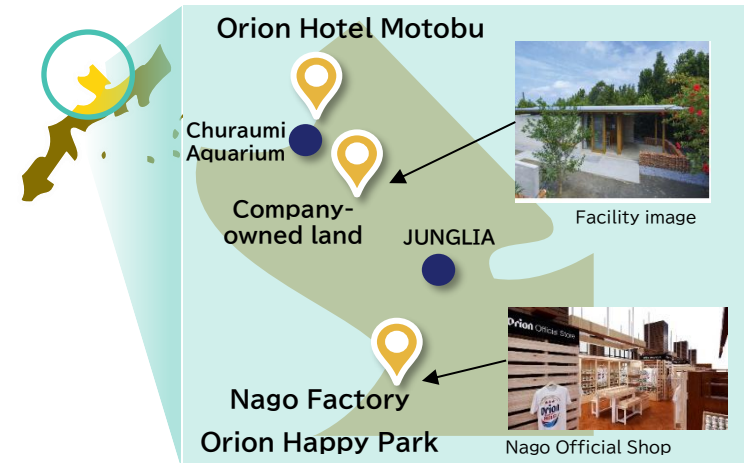 Orion Hotel Motobu
Churaumi
Aquarium
Company-
owned land
JUNGLIA
Facility image
Orion Official Store
Orion
Nago Factory
Orion Happy Park
Nago Official Shop